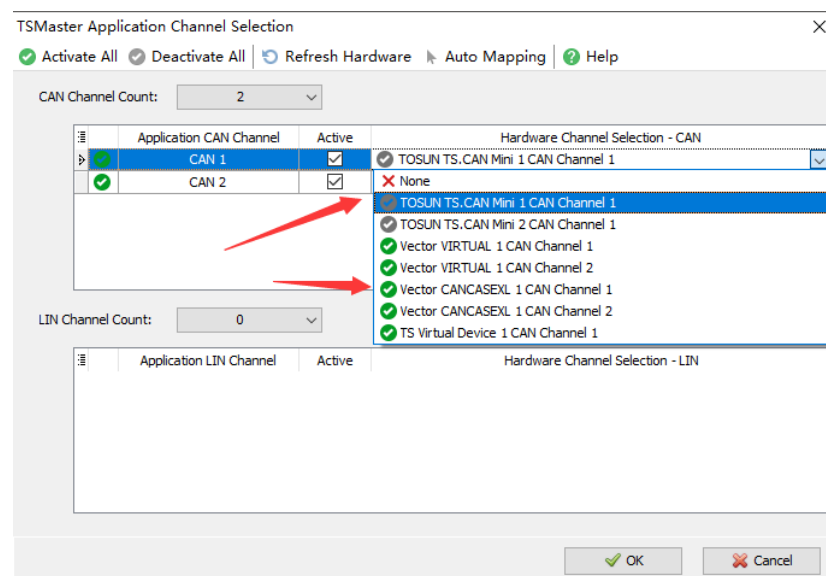 TSMaster Application Channel Selection
Activate All Deactivate All Refresh Hardware Auto Mapping Help
CAN Channel Count: 2
Application CAN Channel Active Hardware Channel Selection - CAN
CAN 1 TOSUN TS.CAN Mini 1 CAN Channel 1
CAN 2 None
TOSUN TS.CAN Mini 1 CAN Channel 1
TOSUN TS.CAN Mini 2 CAN Channel 1
Vector VIRTUAL 1 CAN Channel 1
Vector VIRTUAL 1 CAN Channel 2
Vector CANCASEXL 1 CAN Channel 1
Vector CANCASEXL 1 CAN Channel 2
TS Virtual Device 1 CAN Channel 1
LIN Channel Count: 0
Application LIN Channel Active Hardware Channel Selection - LIN
OK Cancel